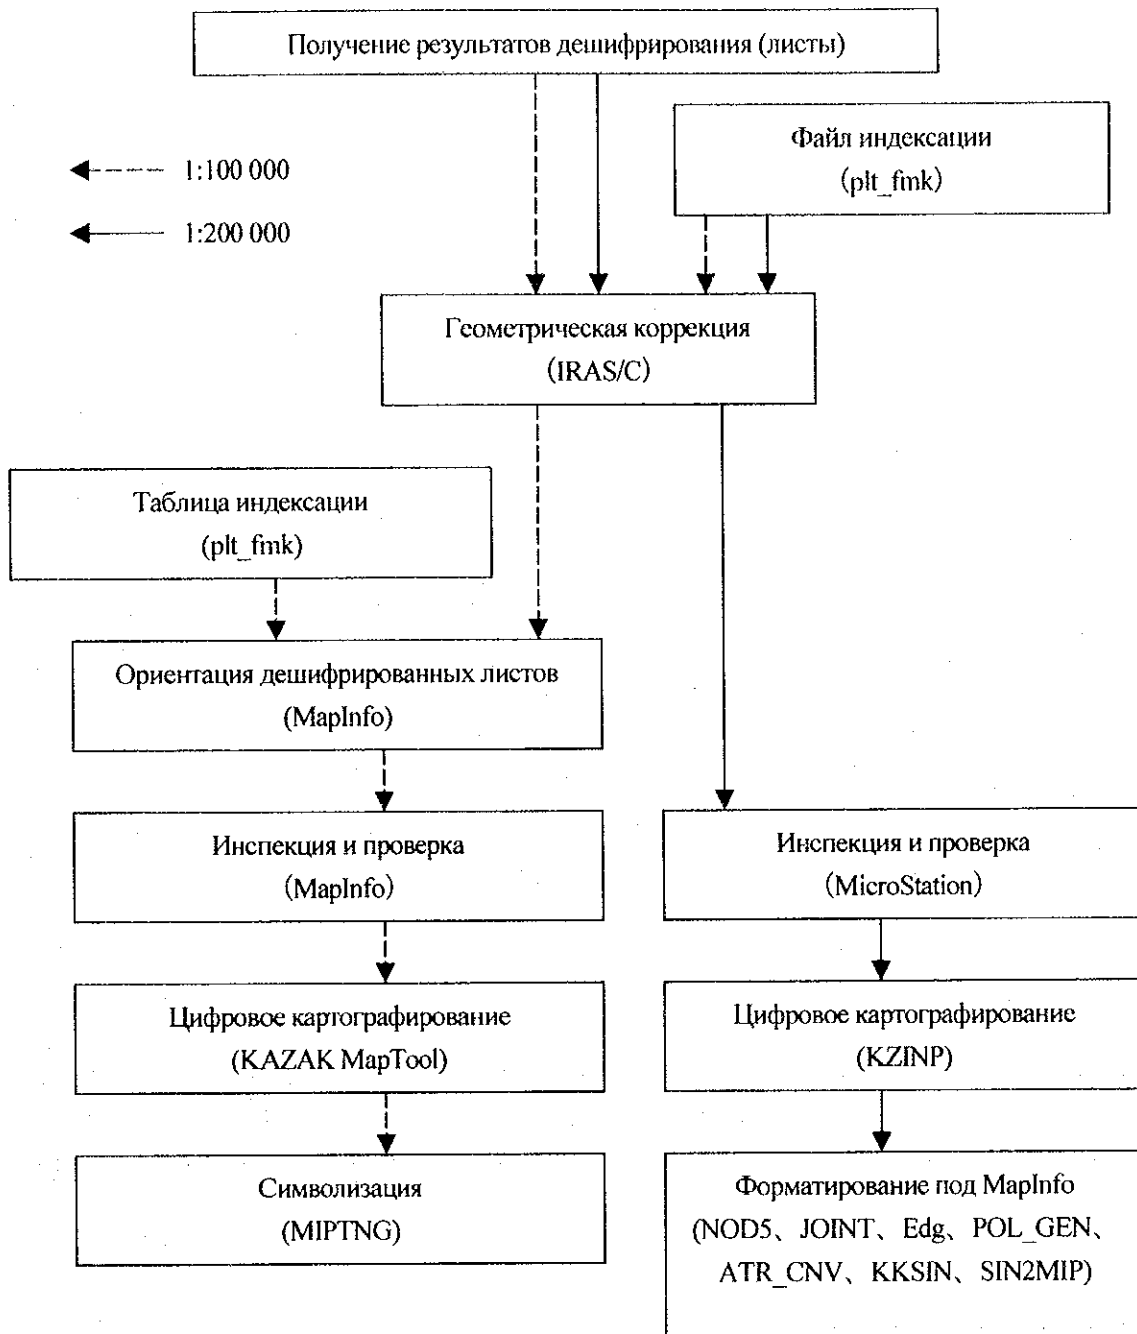 Получение результатов дешифрирования (листы)
Файл индексации
(plt_fmk)
1:100 000
1:200 000
Геометрическая коррекция
(IRAS/C)
Таблица индексации
(plt_fmk)
Ориентация дешифрированных листов
(MapInfo)
Инспекция и проверка
(MapInfo)
Инспекция и проверка
(MicroStation)
Цифровое картографирование
(KAZAK MapTool)
Цифровое картографирование
(KZINP)
Символизация
(MIPTNG)
Форматирование под MapInfo
(NOD5、JOINT、Edg、POL_GEN、
ATR_CNV、KKSIN、SIN2MIP)